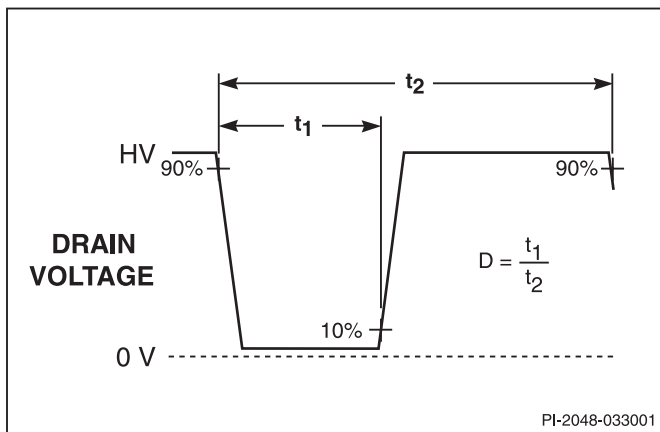 t2
t1
HV
90%
90%
DRAIN
VOLTAGE
D = t1/t2
10%
0 V
PI-2048-033001